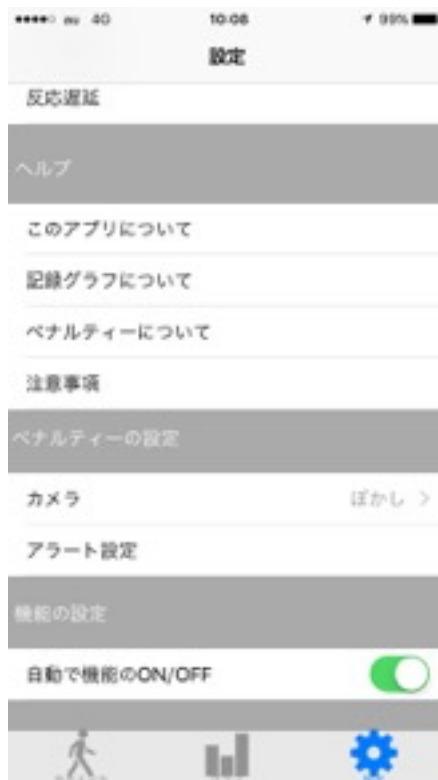 au 4G 10:08 99%
設定
反応遅延
ヘルプ
このアプリについて
記録グラフについて
ペナルティーについて
注意事項
ペナルティーの設定
カメラ ぼかし
アラート設定
機能の設定
自動で機能のON/OFF